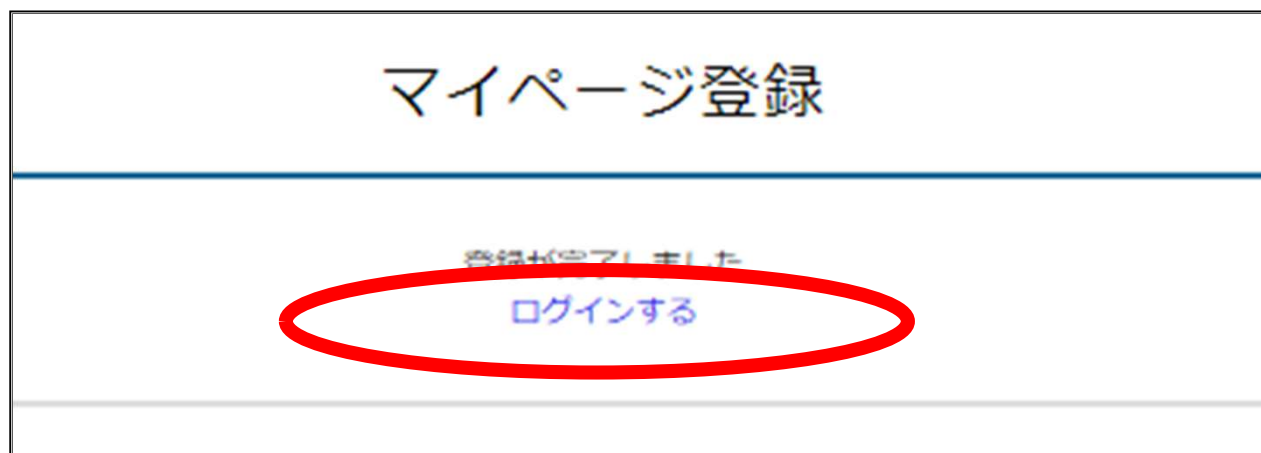 マイページ登録
登録が完了しました
ログインする